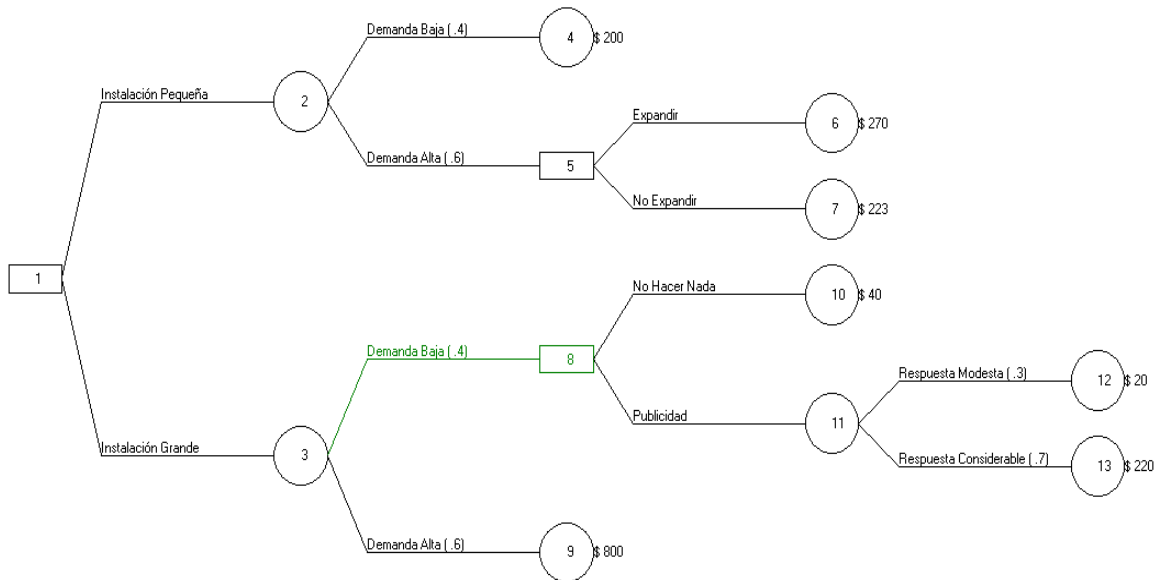 Demanda Baja ( .4)
4
$ 200
Instalación Pequeña
2
Expandir
6
$ 270
Demanda Alta ( .6)
5
No Expandir
7
$ 223
1
No Hacer Nada
10
$ 40
Demanda Baja ( .4)
8
Respuesta Modesta ( .3)
12
$ 20
Publicidad
11
Instalación Grande
3
Respuesta Considerable ( .7)
13
$ 220
Demanda Alta ( .6)
9
$ 800